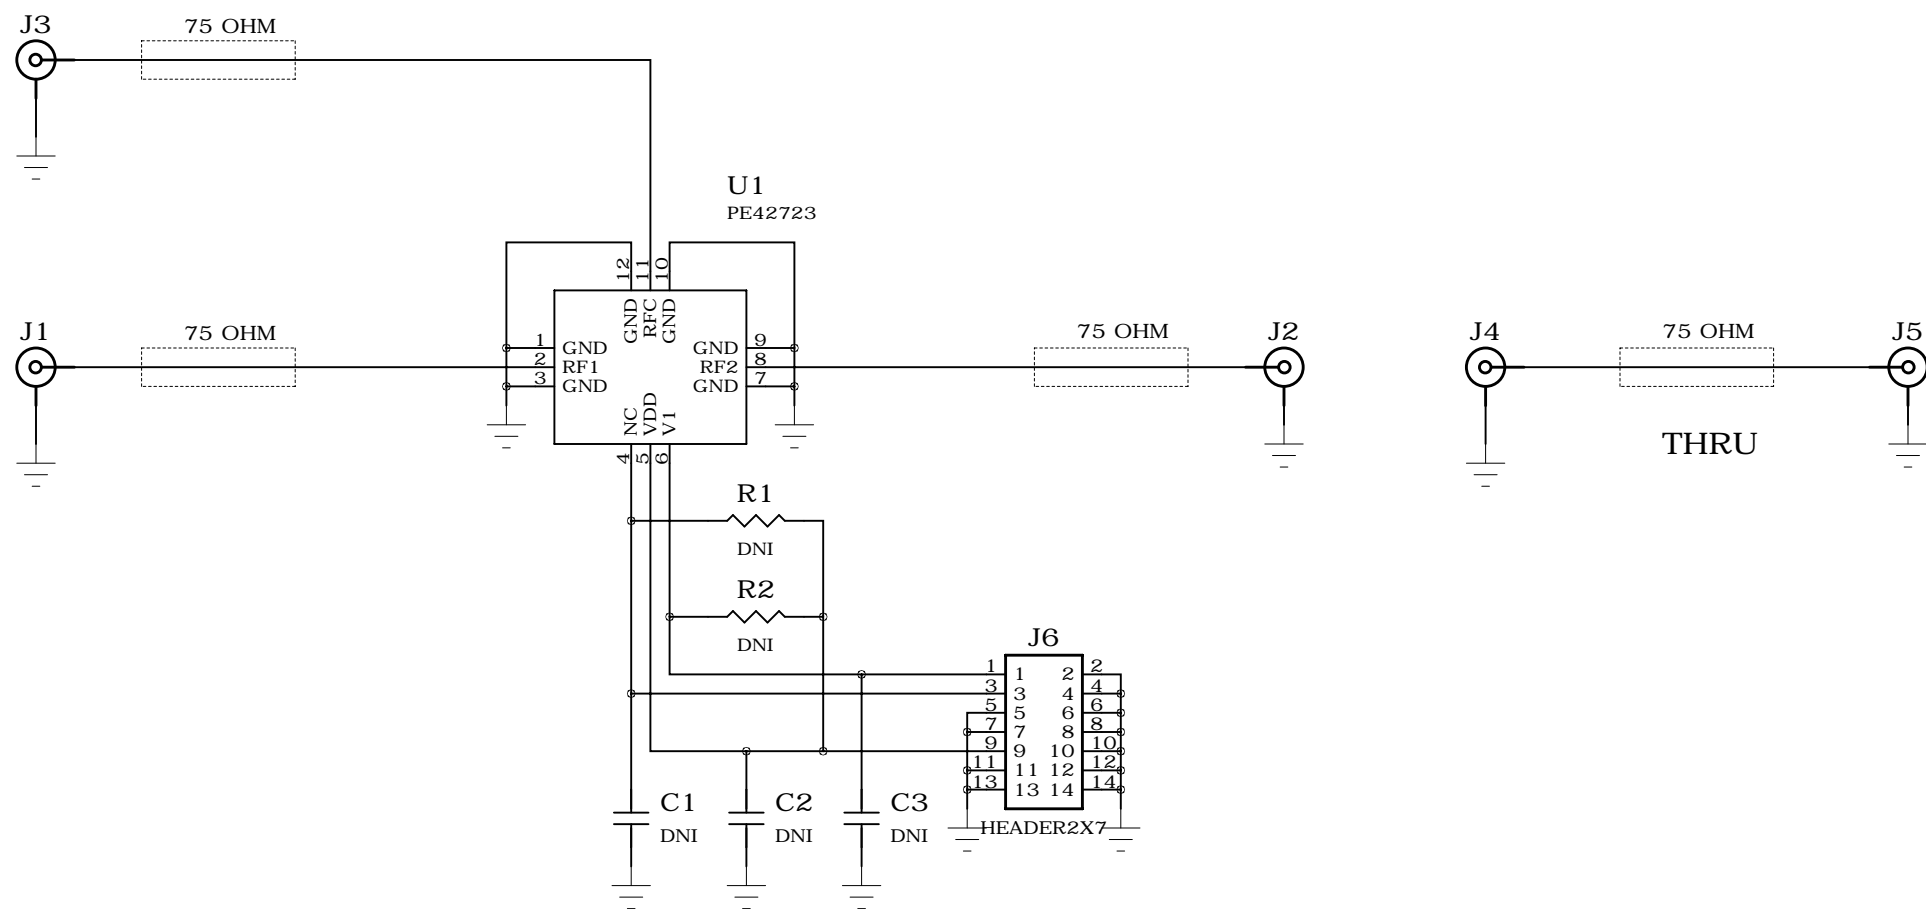 J3
75 OHM
U1
PE42723
12
11
10
GND
RFC
GND
J1
75 OHM
1
GND
2
RF1
3
GND
GND
9
RF2
8
GND
7
75 OHM
J2
J4
75 OHM
J5
THRU
NC
VDD
V1
4
5
6
R1
DNI
R2
DNI
J6
1 1 2 2
3 3 4 4
5 5 6 6
7 7 8 8
9 9 10 10
11 11 12 12
13 13 14 14
HEADER2X7
C1
DNI
C2
DNI
C3
DNI